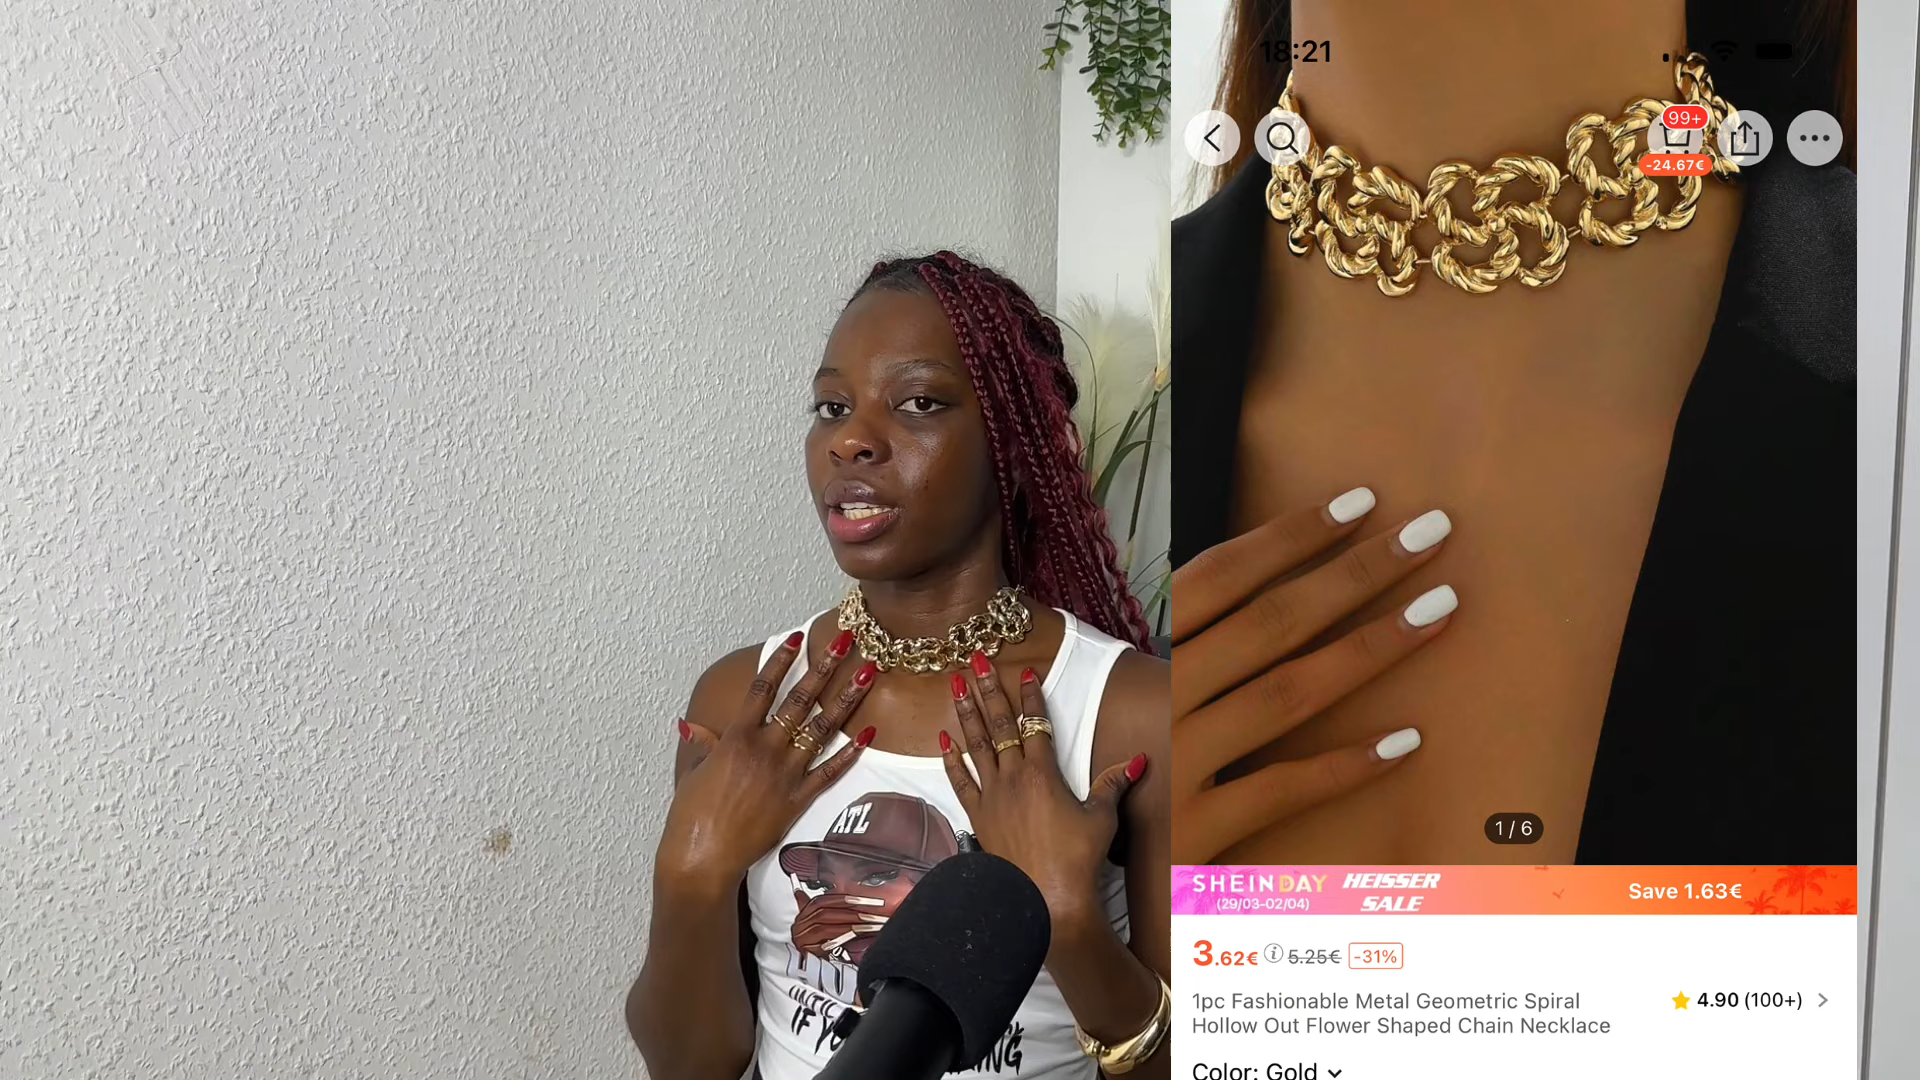 18:21
99+
-24.67€
1 / 6
SHEINDAY HEISSER
(29/03-02/04) SALE
Save 1.63€
3.62€ 5.25€ -31%
1pc Fashionable Metal Geometric Spiral
Hollow Out Flower Shaped Chain Necklace
4.90 (100+)
Color: Gold
ATL
IF